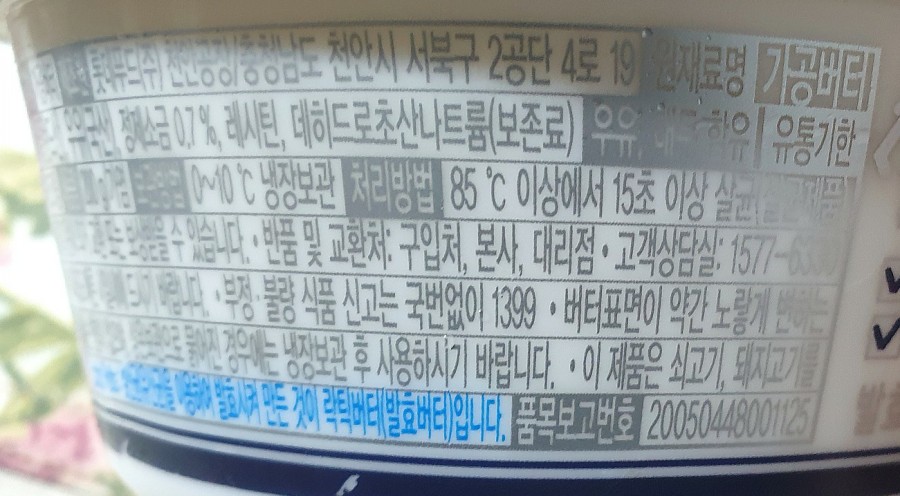 롯데푸드(주) 천안공장(충청남도 천안시 서북구 2공단 4로 19 원재료명 가공버터
정제소금 0.7 %, 레시틴, 데히드로초산나트륨(보존료) 우유, 대두 함유 유통기한
0~10 ℃ 냉장보관 처리방법 85 ℃ 이상에서 15초 이상 살균
수 있습니다. • 반품 및 교환처: 구입처, 본사, 대리점 • 고객상담실: 1577-
바랍니다. • 부정·불량 식품 신고는 국번없이 1399 • 버터표면이 약간 노랗게 변하는
경우에는 냉장보관 후 사용하시기 바랍니다. • 이 제품은 쇠고기, 돼지고기
이용하여 발효시켜 만든 것이 락틱버터(발효버터)입니다. 품목보고번호 20050448001125